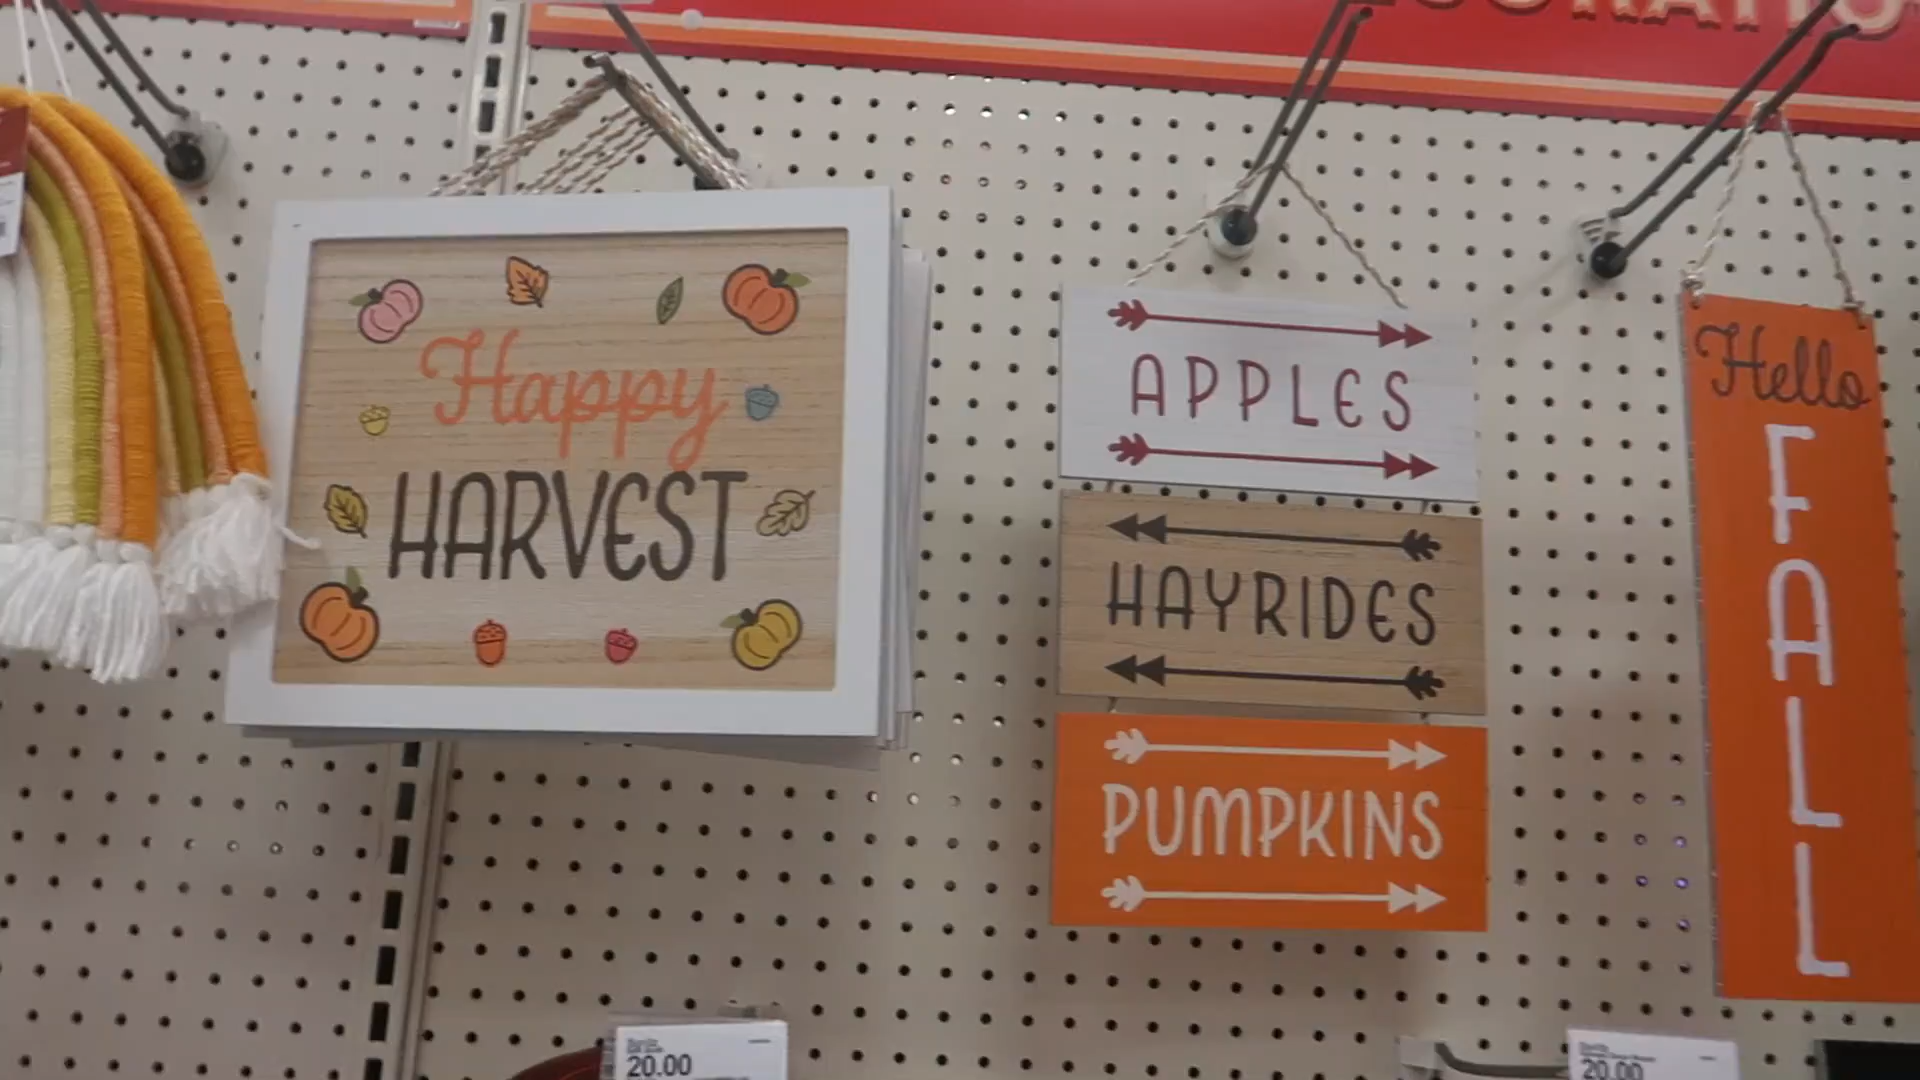 Happy
HARVEST
APPLES
HAYRIDES
PUMPKINS
Hello
FALL
20.00
20.00